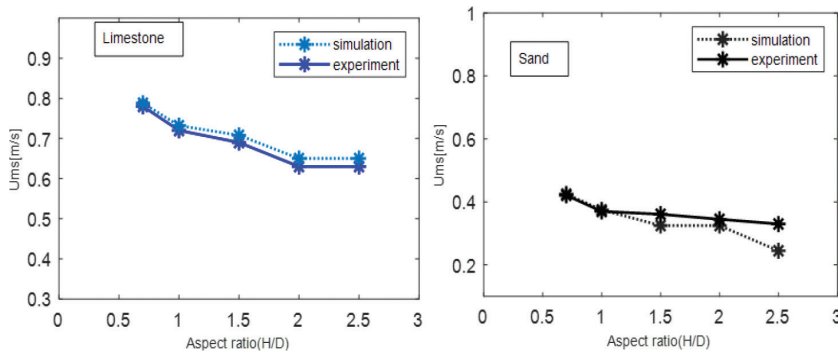 Limestone
simulation
experiment
Ums[m/s]
0.9
0.8
0.7
0.6
0.5
0.4
0.3
0
0.5
1
1.5
2
2.5
3
Aspect ratio(H/D)
Sand
simulation
experiment
Ums[m/s]
1
0.8
0.6
0.4
0.2
0
0.5
1
1.5
2
2.5
3
Aspect ratio(H/D)